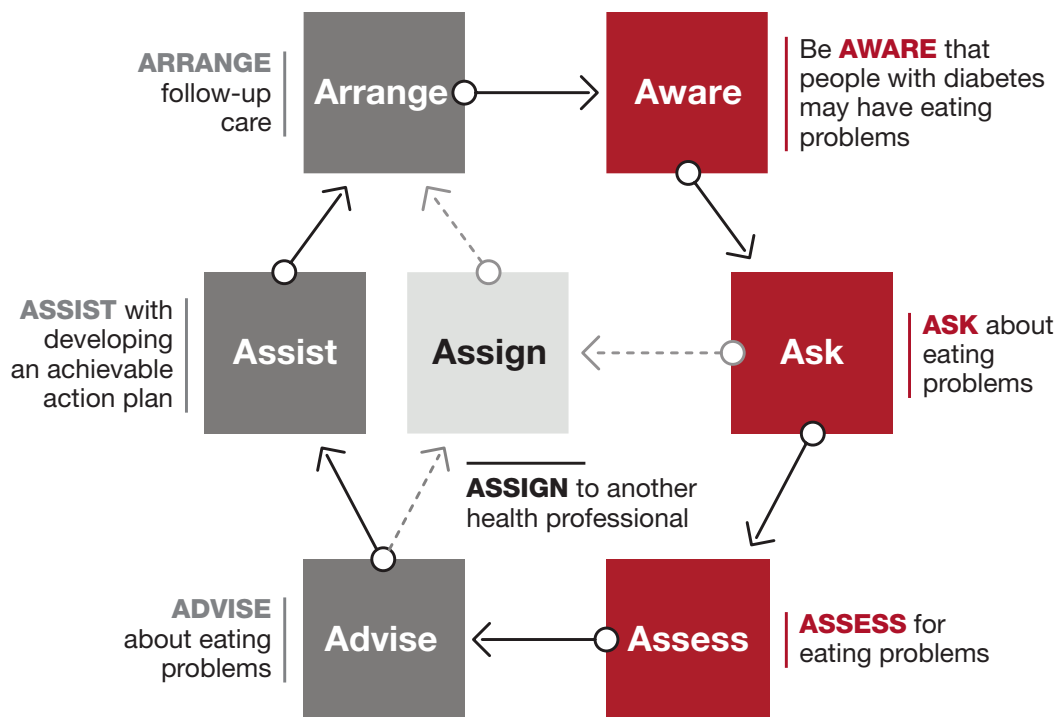 ARRANGE
follow-up
care
Arrange
Aware
Be AWARE that
people with diabetes
may have eating
problems
ASSIST with
developing
an achievable
action plan
Assist
Assign
Ask
ASK about
eating
problems
ASSIGN to another
health professional
ADVISE
about eating
problems
Advise
Assess
ASSESS for
eating problems